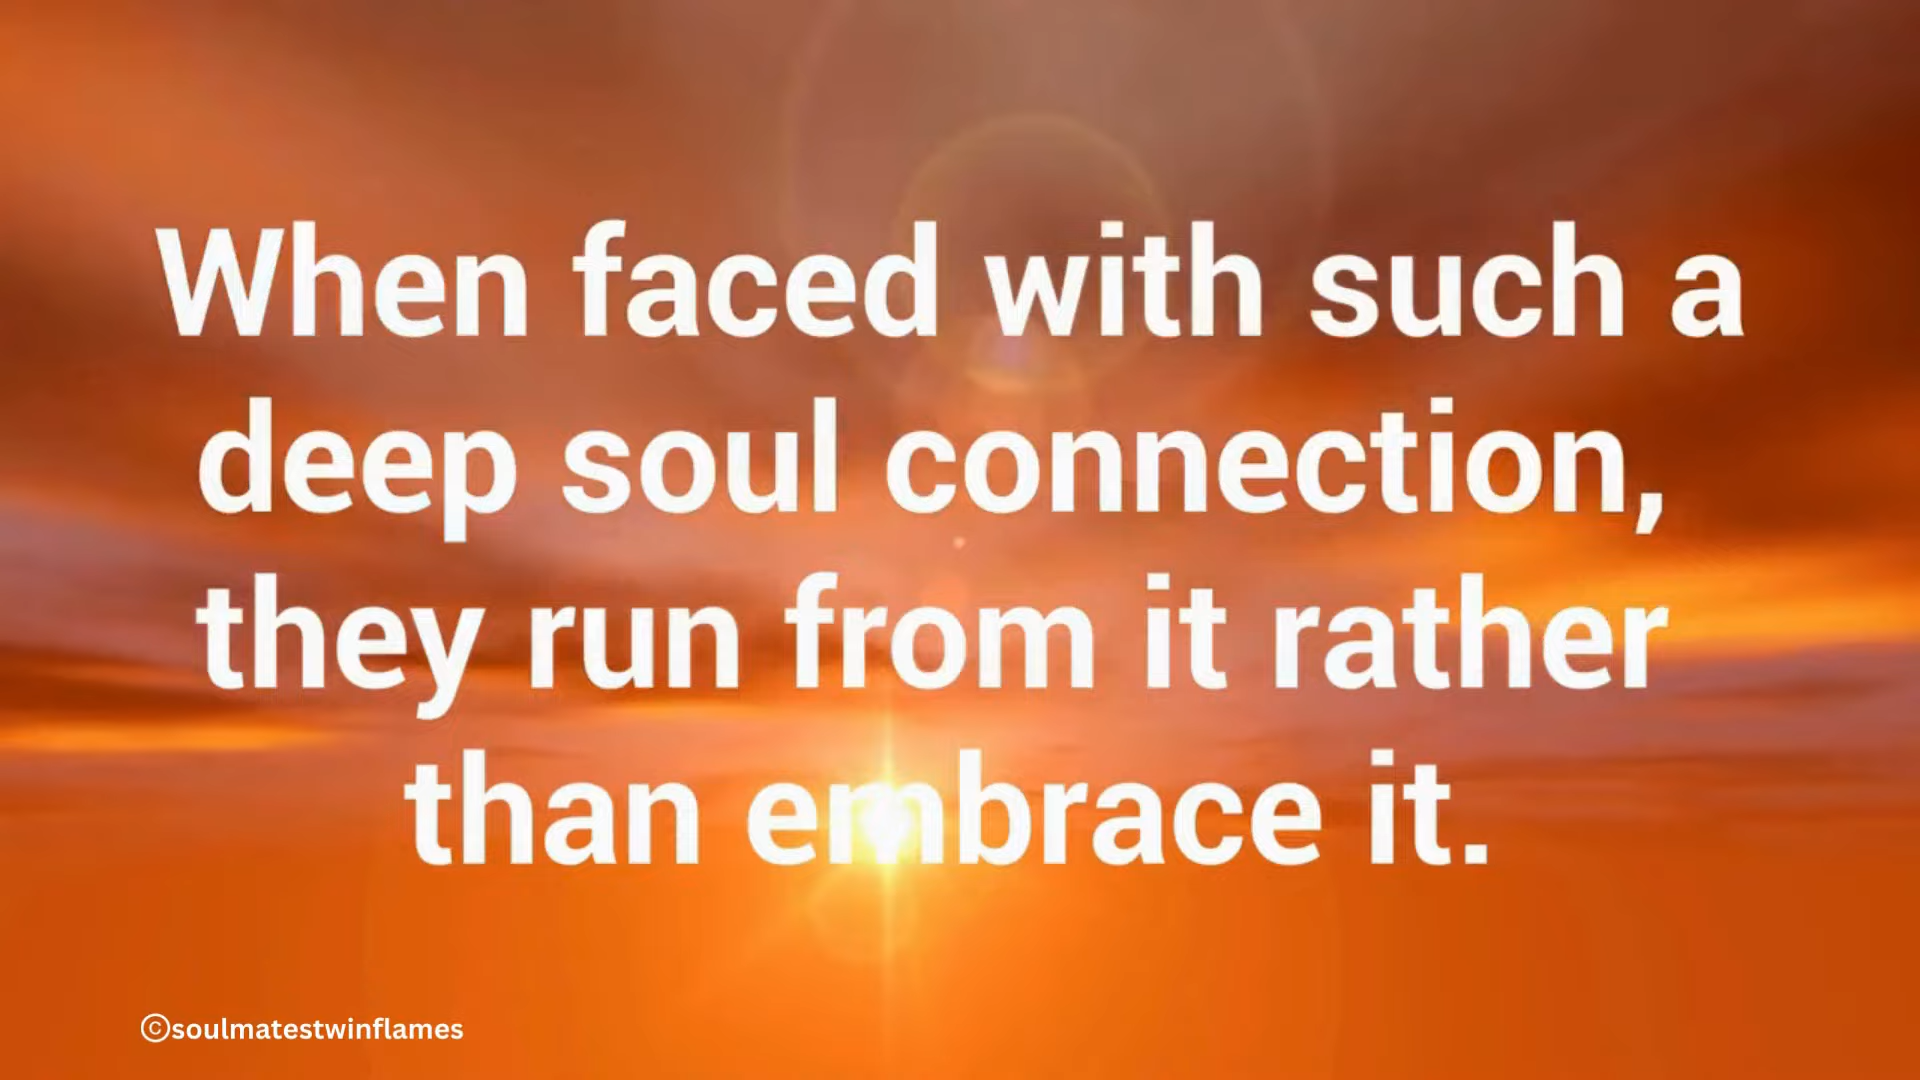 When faced with such a
deep soul connection,
they run from it rather
than embrace it.
©soulmatestwinflames